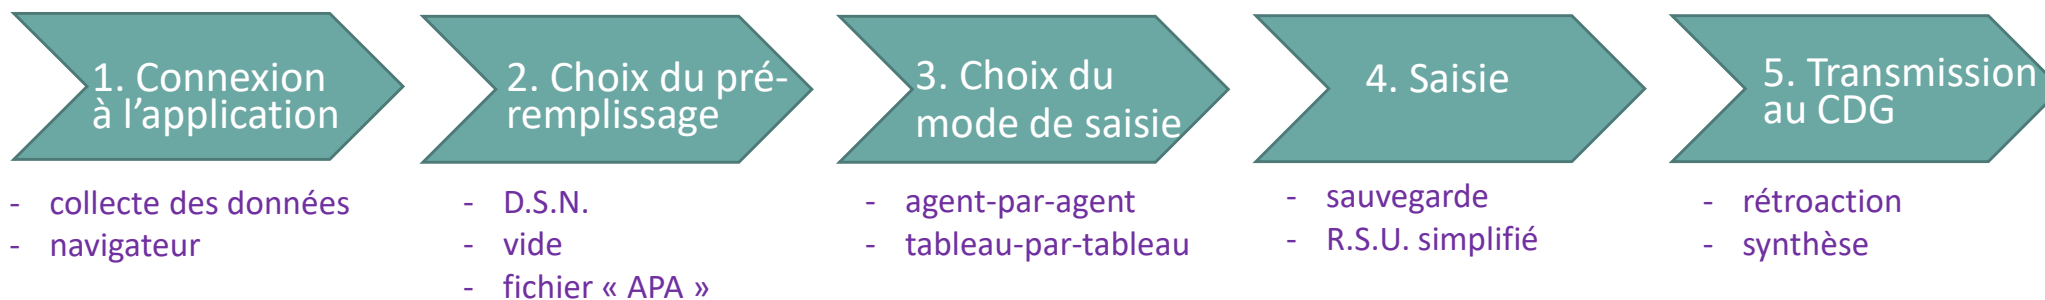 1. Connexion
à l’application
- collecte des données
- navigateur
2. Choix du pré-
remplissage
- D.S.N.
- vide
- fichier « APA »
3. Choix du
mode de saisie
- agent-par-agent
- tableau-par-tableau
4. Saisie
- sauvegarde
- R.S.U. simplifié
5. Transmission
au CDG
- rétroaction
- synthèse